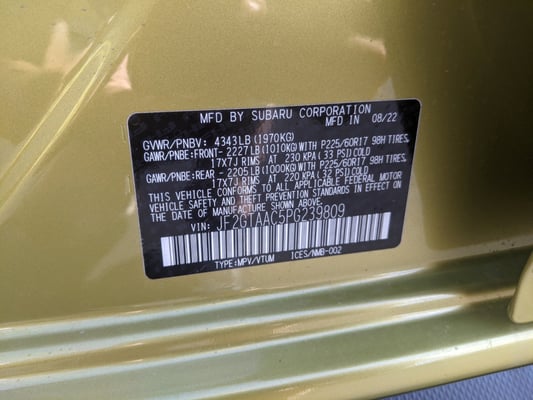 MFD BY SUBARU CORPORATION
MFD IN 08/22
GVWR/PNBV: 4343LB(1970KG)
GAWR/PNBE:FRONT-2227LB(1010KG)WITH P225/60R17 98H TIRES,
17X7J RIMS AT 230 KPA(33 PSI)COLD
GAWR/PNBE:REAR -2205LB(1000KG)WITH P225/60R17 98H TIRES,
17X7J RIMS AT 220 KPA(32 PSI)COLD
THIS VEHICLE CONFORMS TO ALL APPLICABLE FEDERAL MOTOR
VEHICLE SAFETY AND THEFT PREVENTION STANDARDS IN EFFECT ON
THE DATE OF MANUFACTURE SHOWN ABOVE.
VIN: JF2GTAAC5PG239809
TYPE:MPV/VTUM ICES/NMB-002